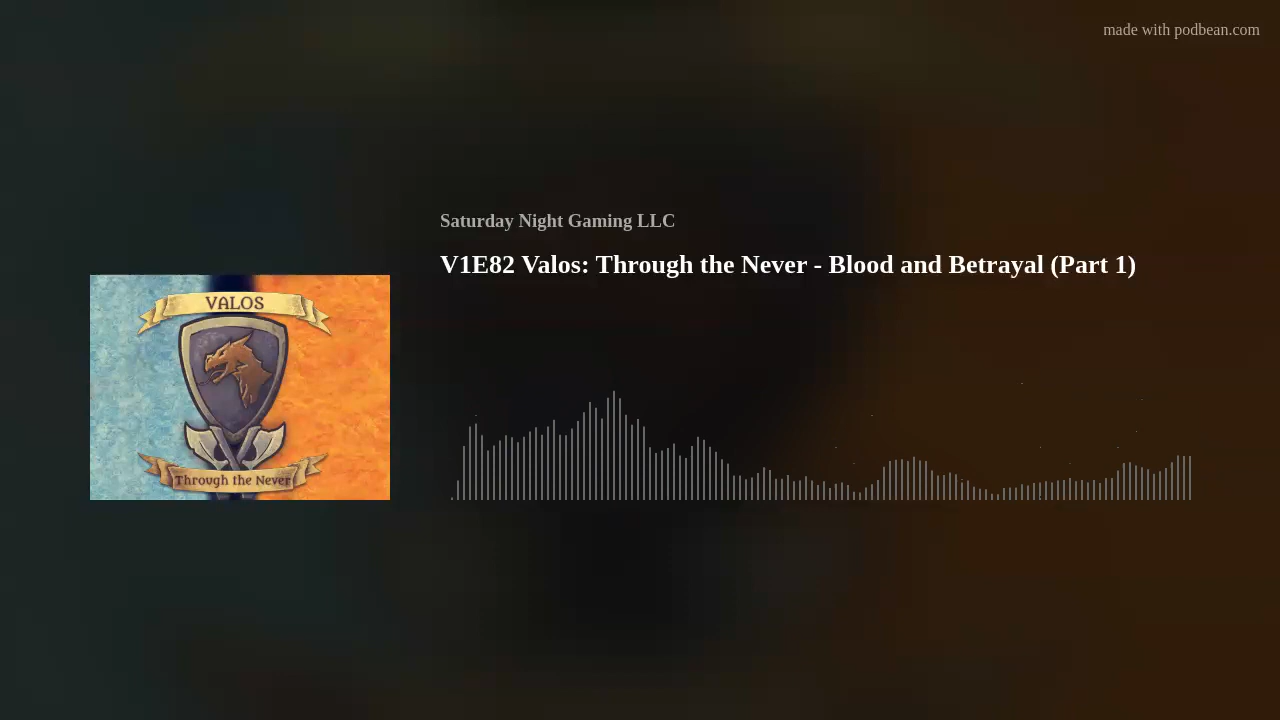 made with podbean.com
Saturday Night Gaming LLC
V1E82 Valos: Through the Never - Blood and Betrayal (Part 1)
VALOS
Through the Never